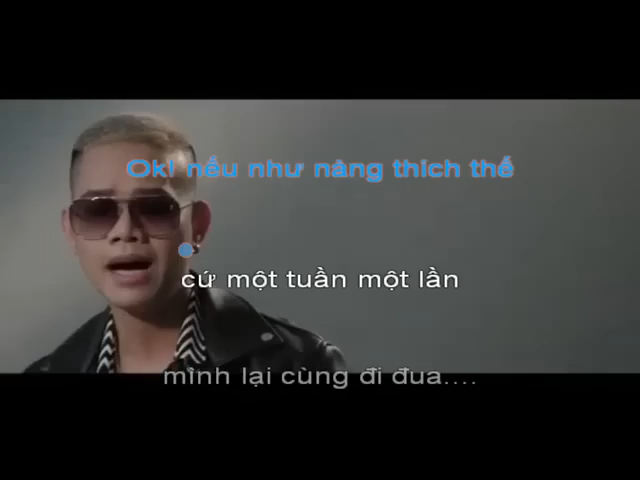 Ok! nếu như nàng thích thế
cứ một tuần một lần
mình lại cùng đi đua....